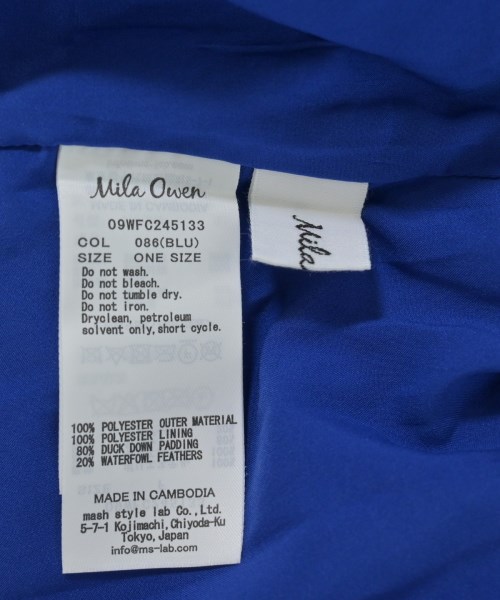 Mila Owen
09WFC245133
COL 086(BLU)
SIZE ONE SIZE
Do not wash.
Do not bleach.
Do not tumble dry.
Do not iron.
Dryclean, petroleum
solvent only, short cycle.
100% POLYESTER OUTER MATERIAL
100% POLYESTER LINING
80% DUCK DOWN PADDING
20% WATERFOWL FEATHERS
MADE IN CAMBODIA
mash style lab Co.,Ltd.
5-7-1 Kojimachi,Chiyoda-Ku
Tokyo,Japan
info@ms-lab.com
Mila